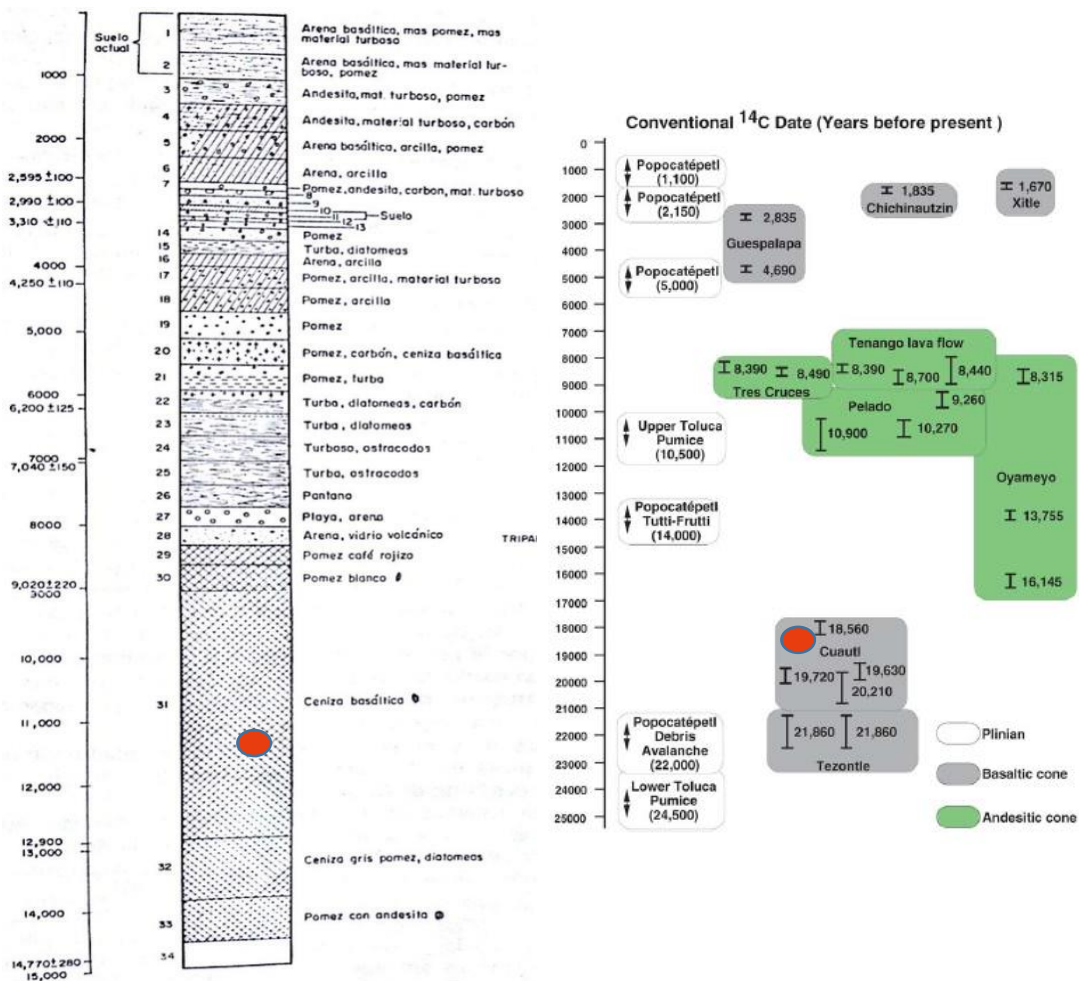 1000
2000
2,595 ±100
2,990 ±100
3,310 ±110
4000
4,250 ±110
5,000
6000
6,200 ±125
7000
7,040 ±150
8000
9,020±220
3000
10,000
11,000
12,000
12,900
13,000
14,000
14,770±280
15,000
Suelo
actual
1 Arena basáltica, mas pomez, mas
material turboso
2 Arena basáltica, mas material tur-
boso, pomez
3 Andesita, mat. turboso, pomez
4 Andesita, material turboso, carbón
5 Arena basáltica, arcilla, pomez
6 Arena, arcilla
7 Pomez, andesita, carbon, mat. turboso
8
9
10
11 Suelo
12
13
14 Pomez
15 Turba, diatomeas
16 Arena, arcilla
17 Pomez, arcilla, material turboso
18 Pomez, arcilla
19 Pomez
20 Pomez, carbón, ceniza basáltica
21 Pomez, turba
22 Turba, diatomeas, carbón
23 Turba, diatomeas
24 Turboso, ostracodos
25 Turba, ostracodos
26 Pantano
27 Playa, arena
28 Arena, vidrio volcánico
TRIPA
29 Pomez café rojizo
30 Pomez blanco
31 Ceniza basáltica
32 Ceniza gris pomez, diatomeas
33 Pomez con andesita
34
Conventional 14C Date (Years before present )
0
1000
2000
3000
4000
5000
6000
7000
8000
9000
10000
11000
12000
13000
14000
15000
16000
17000
18000
19000
20000
21000
22000
23000
24000
25000
Popocatépetl
(1,100)
Popocatépetl
(2,150)
Popocatépetl
(5,000)
Upper Toluca
Pumice
(10,500)
Popocatépetl
Tutti-Frutti
(14,000)
Popocatépetl
Debris
Avalanche
(22,000)
Lower Toluca
Pumice
(24,500)
2,835
Guespalapa
4,690
1,835
Chichinautzin
1,670
Xitle
Tenango lava flow
8,390
8,700
8,440
8,390
8,490
Tres Cruces
9,260
Pelado
10,900
10,270
8,315
Oyameyo
13,755
16,145
18,560
Cuautl
19,720
19,630
20,210
21,860
21,860
Tezontle
Plinian
Basaltic cone
Andesitic cone